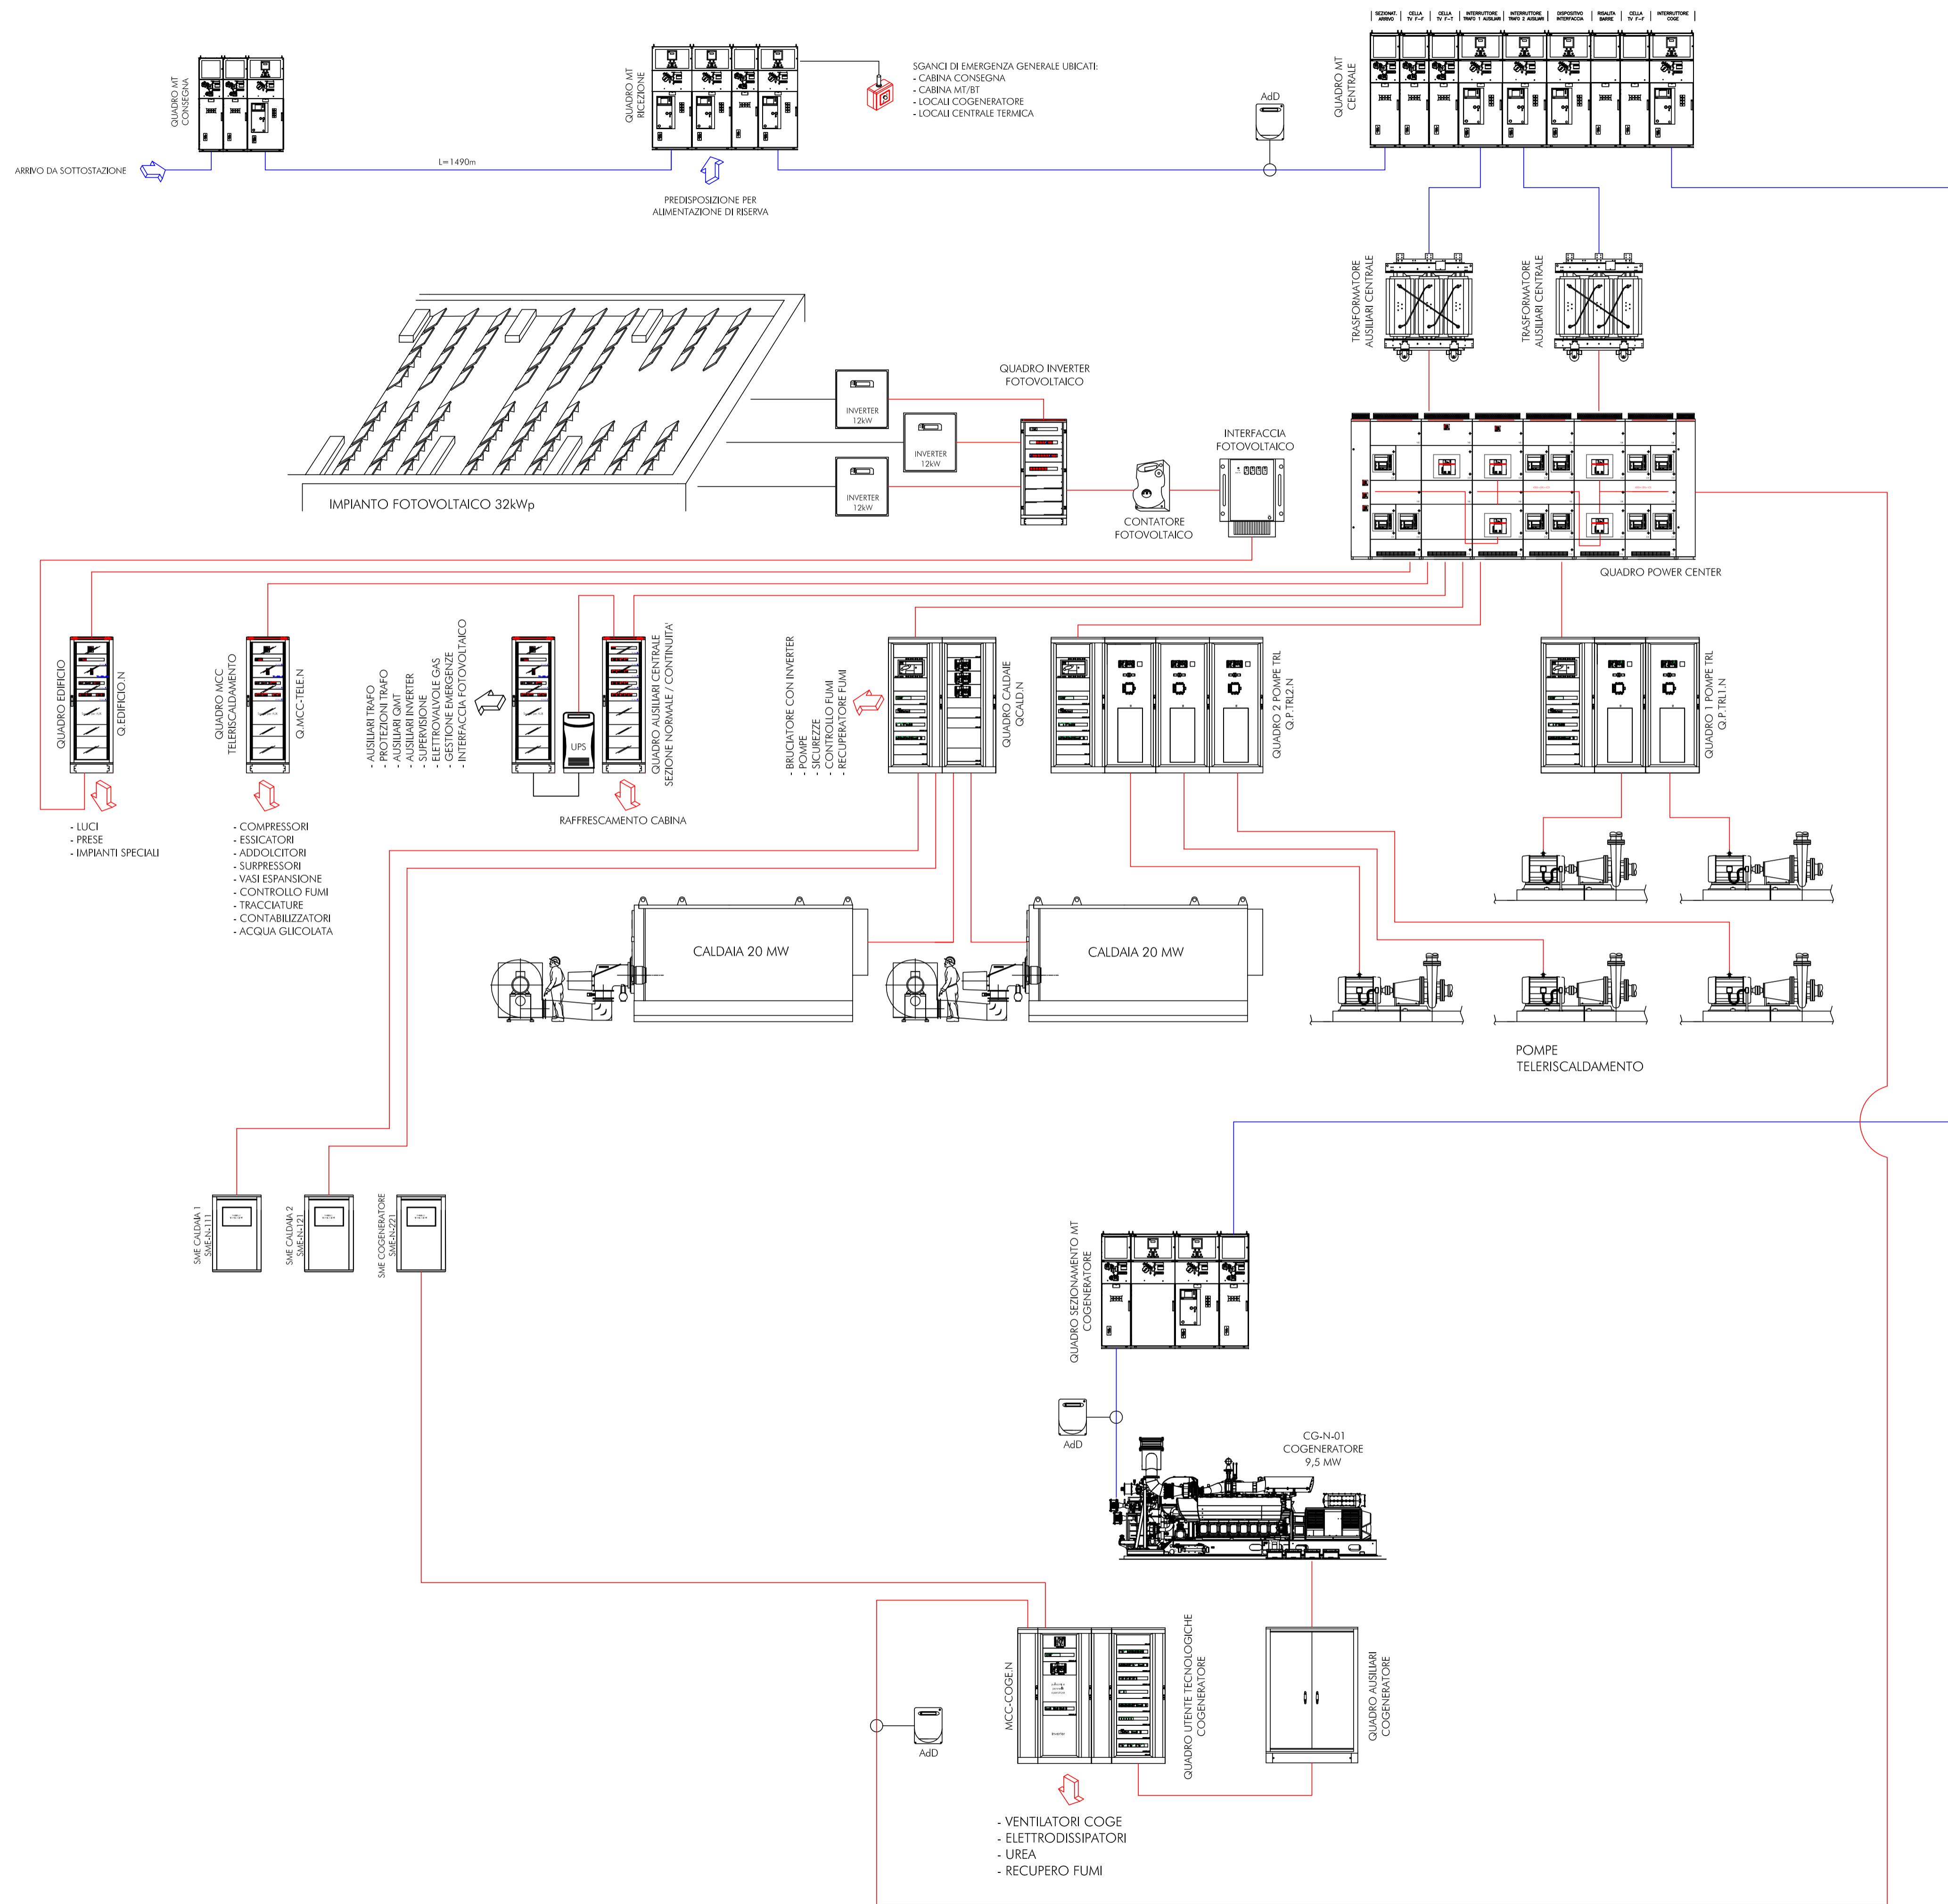 SEZIONAT. ARRIVO
CELLA TV F-F
CELLA TV F-T
INTERRUTTORE TRAFO 1 AUSILIARI
INTERRUTTORE TRAFO 2 AUSILIARI
DISPOSITIVO INTERFACCIA
RISALITA BARRE
CELLA TV F-F
INTERRUTTORE COGE
QUADRO MT
CONSEGNA
QUADRO MT
RICEZIONE
SGANCI DI EMERGENZA GENERALE UBICATI:
- CABINA CONSEGNA
- CABINA MT/BT
- LOCALI COGENERATORE
- LOCALI CENTRALE TERMICA
AdD
QUADRO MT
CENTRALE
ARRIVO DA SOTTOSTAZIONE
L=1490m
PREDISPOSIZIONE PER
ALIMENTAZIONE DI RISERVA
TRASFORMATORE
AUSILIARI CENTRALE
TRASFORMATORE
AUSILIARI CENTRALE
IMPIANTO FOTOVOLTAICO 32kWp
INVERTER
12kW
INVERTER
12kW
INVERTER
12kW
QUADRO INVERTER
FOTOVOLTAICO
CONTATORE
FOTOVOLTAICO
INTERFACCIA
FOTOVOLTAICO
QUADRO POWER CENTER
QUADRO EDIFICIO
Q.EDIFICIO.N
- LUCI
- PRESE
- IMPIANTI SPECIALI
QUADRO MCC
TELERISCALDAMENTO
Q.MCC-TELE.N
- COMPRESSORI
- ESSICATORI
- ADDOLCITORI
- SURPRESSORI
- VASI ESPANSIONE
- CONTROLLO FUMI
- TRACCIATURE
- CONTABILIZZATORI
- ACQUA GLICOLATA
- AUSILIARI TRAFO
- PROTEZIONI TRAFO
- AUSILIARI QMT
- AUSILIARI INVERTER
- SUPERVISIONE
- ELETTROVALVOLE GAS
- GESTIONE EMERGENZE
- INTERFACCIA FOTOVOLTAICO
UPS
QUADRO AUSILIARI CENTRALE
SEZIONE NORMALE / CONTINUITA'
RAFFRESCAMENTO CABINA
- BRUCIATORE CON INVERTER
- POMPE
- SICUREZZE
- CONTROLLO FUMI
- RECUPERATORE FUMI
QUADRO CALDAIE
QCALD.N
QUADRO 2 POMPE TRL
Q.P.TRL2.N
QUADRO 1 POMPE TRL
Q.P.TRL1.N
CALDAIA 20 MW
CALDAIA 20 MW
POMPE
TELERISCALDAMENTO
SME CALDAIA 1
SME-N-111
SME CALDAIA 2
SME-N-121
SME COGENERATORE
SME-N-221
QUADRO SEZIONAMENTO MT
COGENERATORE
AdD
CG-N-01
COGENERATORE
9,5 MW
AdD
MCC-COGE.N
Inverter
QUADRO UTENTE TECNOLOGICHE
COGENERATORE
QUADRO AUSILIARI
COGENERATORE
- VENTILATORI COGE
- ELETTRODISSIPATORI
- UREA
- RECUPERO FUMI